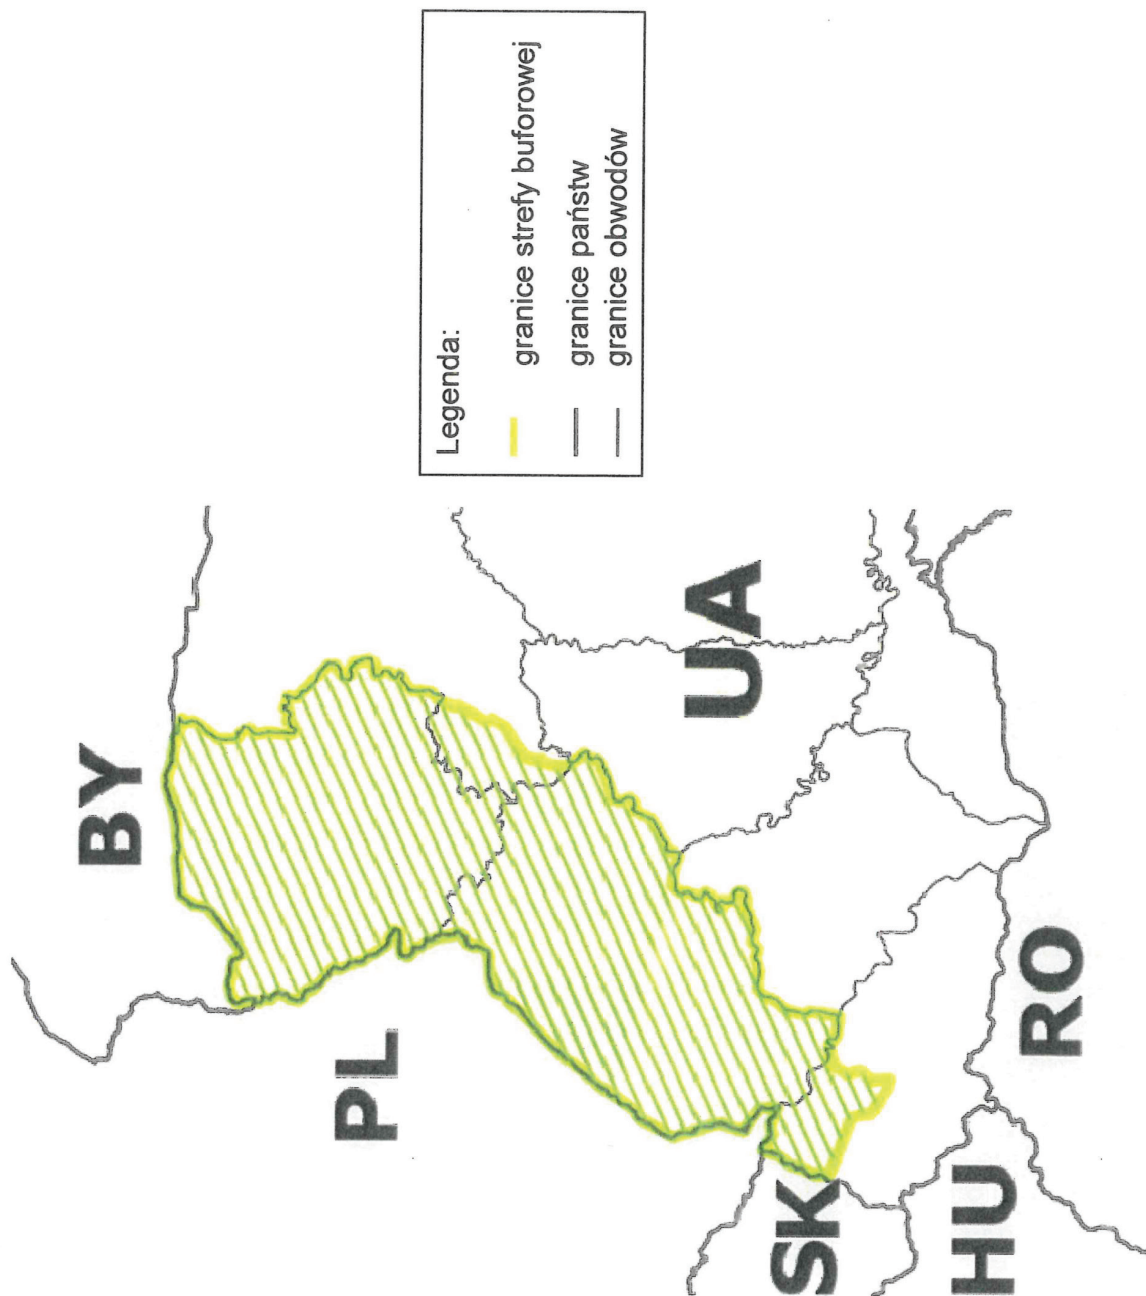 BY
PL
UA
SK
HU
RO
Legenda:
granice strefy buforowej
granice państw
granice obwodów